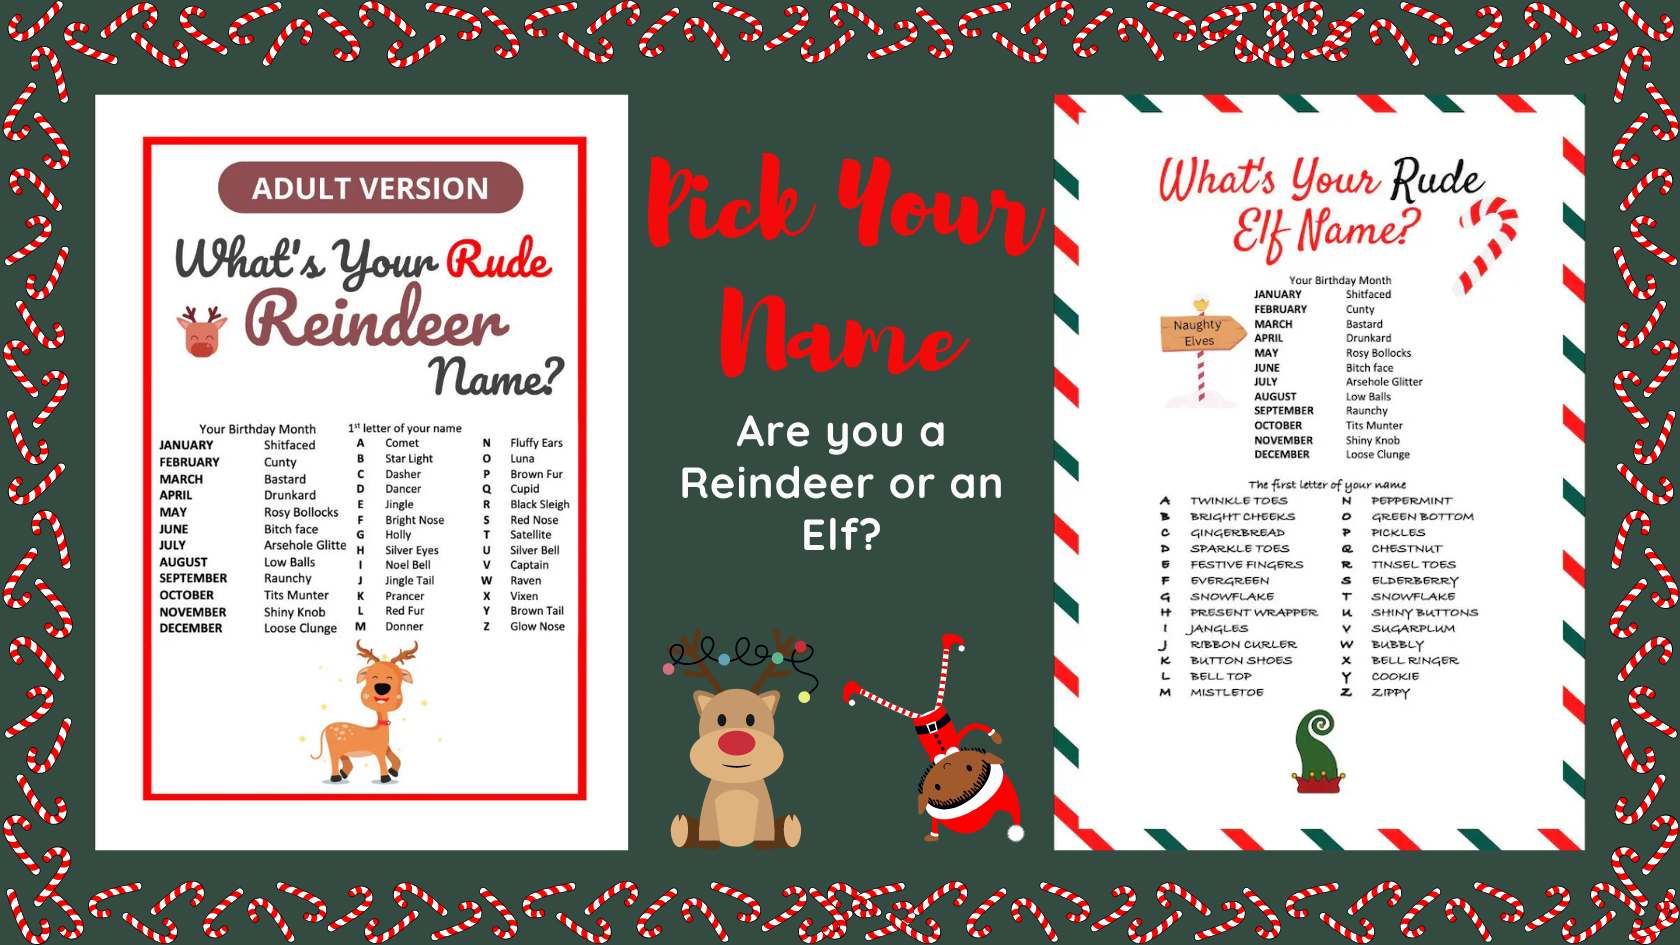 ADULT VERSION
What's Your Rude
Reindeer
Name?
Your Birthday Month
JANUARY Shitfaced
FEBRUARY Cunty
MARCH Bastard
APRIL Drunkard
MAY Rosy Bollocks
JUNE Bitch face
JULY Arsehole Glitte
AUGUST Low Balls
SEPTEMBER Raunchy
OCTOBER Tits Munter
NOVEMBER Shiny Knob
DECEMBER Loose Clunge
1st letter of your name
A Comet N Fluffy Ears
B Star Light O Luna
C Dasher P Brown Fur
D Dancer Q Cupid
E Jingle R Black Sleigh
F Bright Nose S Red Nose
G Holly T Satellite
H Silver Eyes U Silver Bell
I Noel Bell V Captain
J Jingle Tail W Raven
K Prancer X Vixen
L Red Fur Y Brown Tail
M Donner Z Glow Nose
Pick Your
Name
Are you a
Reindeer or an
Elf?
What's Your Rude
Elf Name?
Naughty
Elves
Your Birthday Month
JANUARY Shitfaced
FEBRUARY Cunty
MARCH Bastard
APRIL Drunkard
MAY Rosy Bollocks
JUNE Bitch face
JULY Arsehole Glitter
AUGUST Low Balls
SEPTEMBER Raunchy
OCTOBER Tits Munter
NOVEMBER Shiny Knob
DECEMBER Loose Clunge
The first letter of your name
A TWINKLE TOES N PEPPERMINT
B BRIGHT CHEEKS O GREEN BOTTOM
C GINGERBREAD P PICKLES
D SPARKLE TOES Q CHESTNUT
E FESTIVE FINGERS R TINSEL TOES
F EVERGREEN S ELDERBERRY
G SNOWFLAKE T SNOWFLAKE
H PRESENT WRAPPER U SHINY BUTTONS
I JANGLES V SUGARPLUM
J RIBBON CURLER W BUBBLY
K BUTTON SHOES X BELL RINGER
L BELL TOP Y COOKIE
M MISTLETOE Z ZIPPY